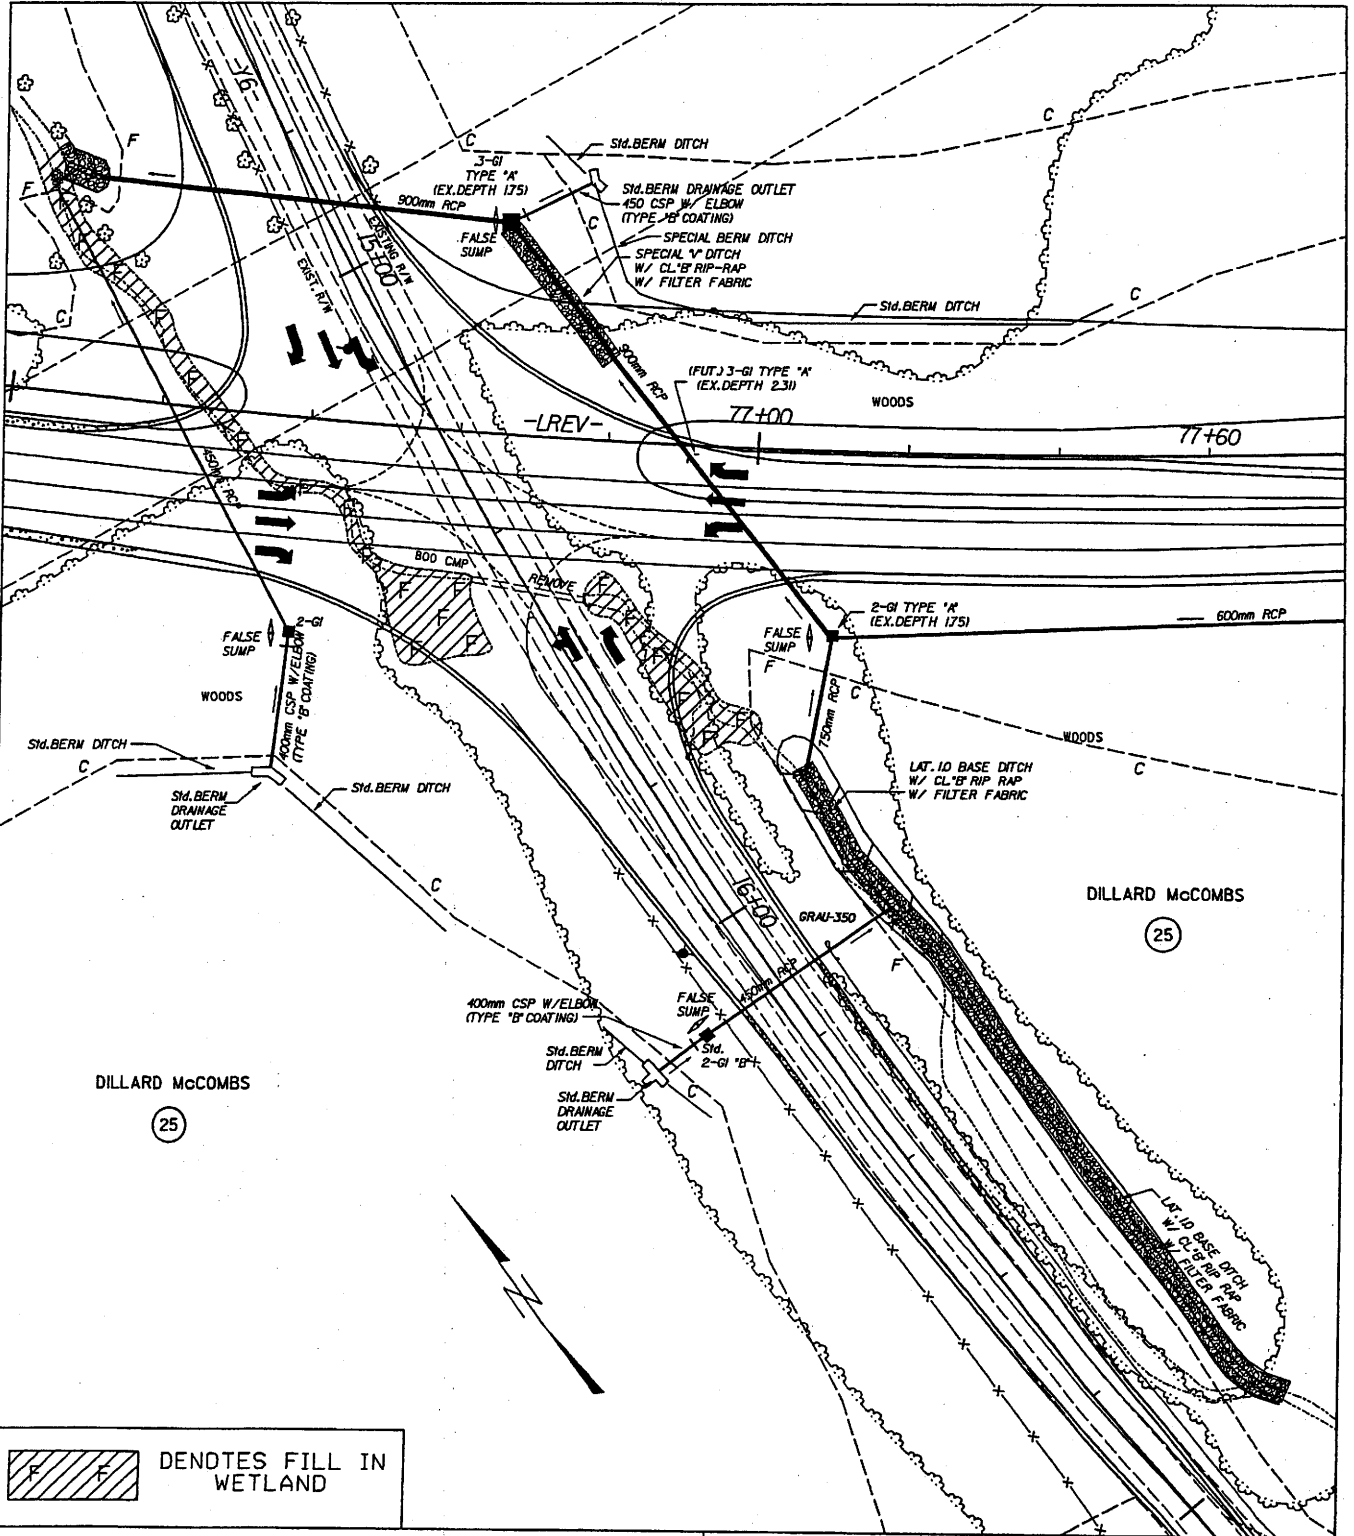 -Y6-
F
F
C
Std.BERM DITCH
C
3-GI
TYPE "A"
(EX.DEPTH 1.75)
900mm RCP
FALSE
SUMP
Std.BERM DRAINAGE OUTLET
450 CSP W/ ELBOW
(TYPE "B" COATING)
C
SPECIAL BERM DITCH
SPECIAL "V" DITCH
W/ CL."B" RIP-RAP
W/ FILTER FABRIC
EXISTING R/W
15+00
EXIST. R/W
C
Std.BERM DITCH
C
900mm RCP
(FUT.) 3-GI TYPE "A"
(EX.DEPTH 2.31)
WOODS
-LREV-
77+00
77+60
450mm RCP
800 CMP
REMOVE
F
F
F
F
F
2-GI
FALSE
SUMP
2-GI TYPE "A"
(EX.DEPTH 1.75)
FALSE
SUMP
600mm RCP
F
C
WOODS
400mm CSP W/ELBOW
(TYPE "B" COATING)
750mm RCP
WOODS
C
Std.BERM DITCH
C
Std.BERM
DRAINAGE
OUTLET
Std.BERM DITCH
LAT. 1.0 BASE DITCH
W/ CL."B" RIP RAP
W/ FILTER FABRIC
C
16+00
GRAU-350
DILLARD McCOMBS
25
F
450mm RCP
400mm CSP W/ELBOW
(TYPE "B" COATING)
FALSE
SUMP
Std.
2-GI "B"
Std.BERM
DITCH
C
Std.BERM
DRAINAGE
OUTLET
DILLARD McCOMBS
25
LAT. 1.0 BASE DITCH
W/ CL."B" RIP RAP
W/ FILTER FABRIC
F F
DENOTES FILL IN
WETLAND